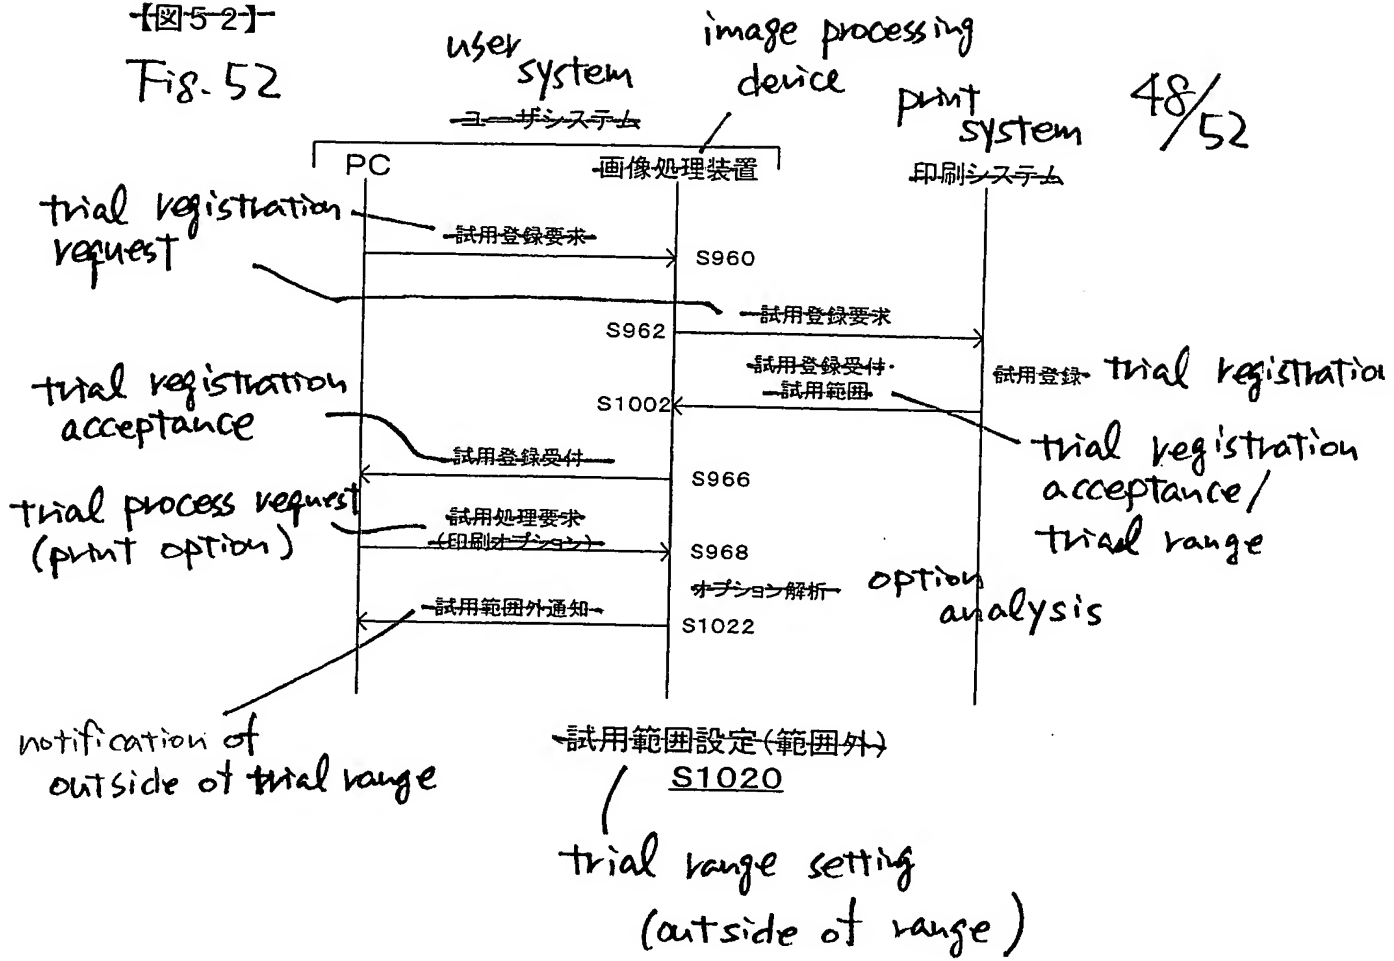 【図52】
Fig. 52
48/52
user
system
ユーザシステム
image processing
device
print
system
PC
画像処理装置
印刷システム
trial registration
request
試用登録要求
S960
試用登録要求
S962
試用登録受付・
試用範囲
試用登録
trial registration
S1002
trial registration
acceptance
試用登録受付
S966
trial registration
acceptance/
trial range
trial process request
(print option)
試用処理要求
(印刷オプション)
S968
オプション解析
option
analysis
試用範囲外通知
S1022
notification of
outside of trial range
試用範囲設定(範囲外)
S1020
trial range setting
(outside of range)